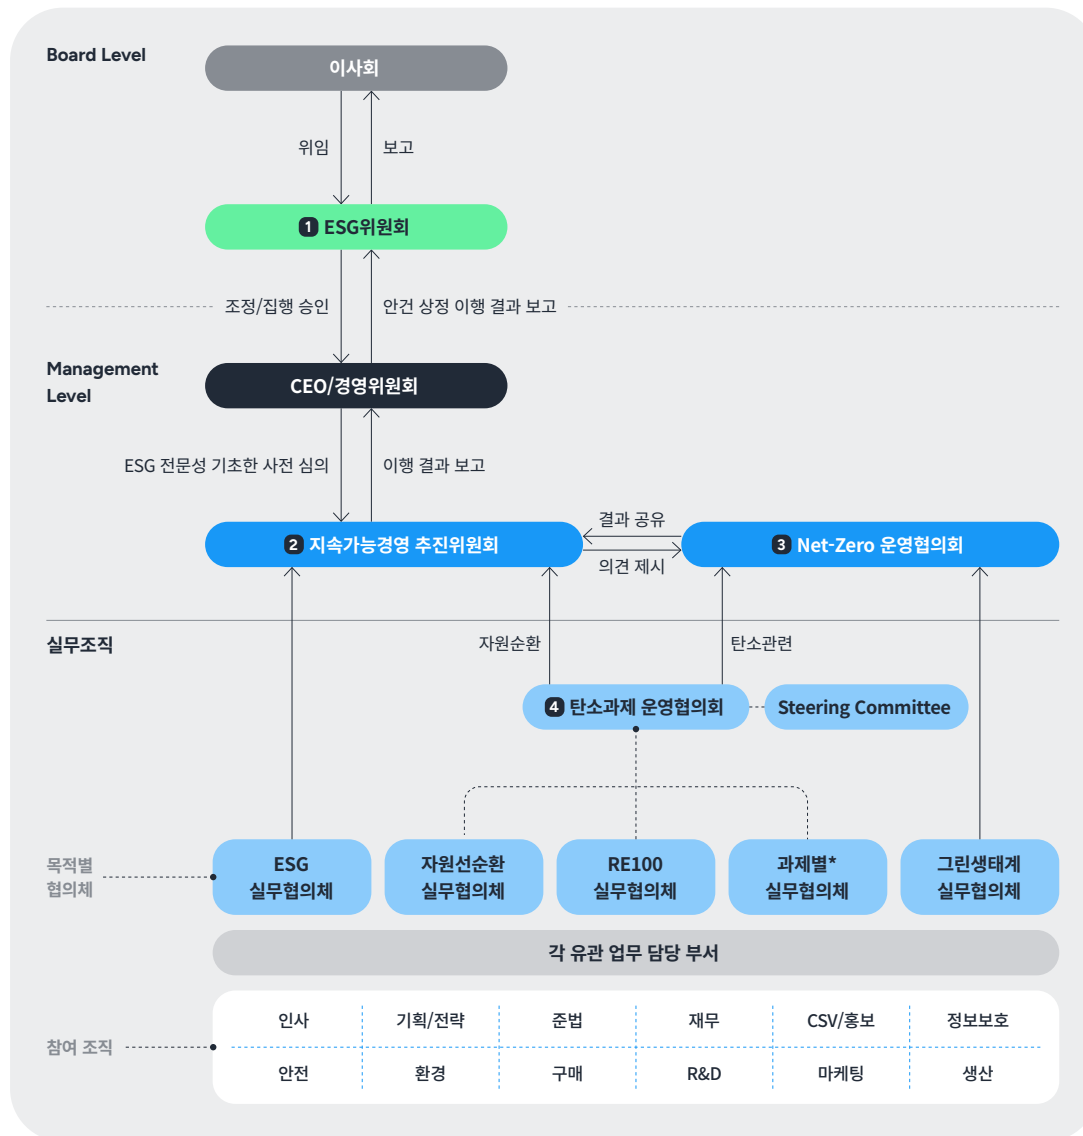 Board Level
이사회
위임
보고
1 ESG위원회
조정/집행 승인
안건 상정 이행 결과 보고
Management
Level
CEO/경영위원회
ESG 전문성 기초한 사전 심의
이행 결과 보고
결과 공유
2 지속가능경영 추진위원회
3 Net-Zero 운영협의회
의견 제시
실무조직
자원순환
탄소관련
4 탄소과제 운영협의회
Steering Committee
목적별
협의체
ESG
실무협의체
자원선순환
실무협의체
RE100
실무협의체
과제별*
실무협의체
그린생태계
실무협의체
각 유관 업무 담당 부서
참여 조직
인사
기획/전략
준법
재무
CSV/홍보
정보보호
안전
환경
구매
R&D
마케팅
생산